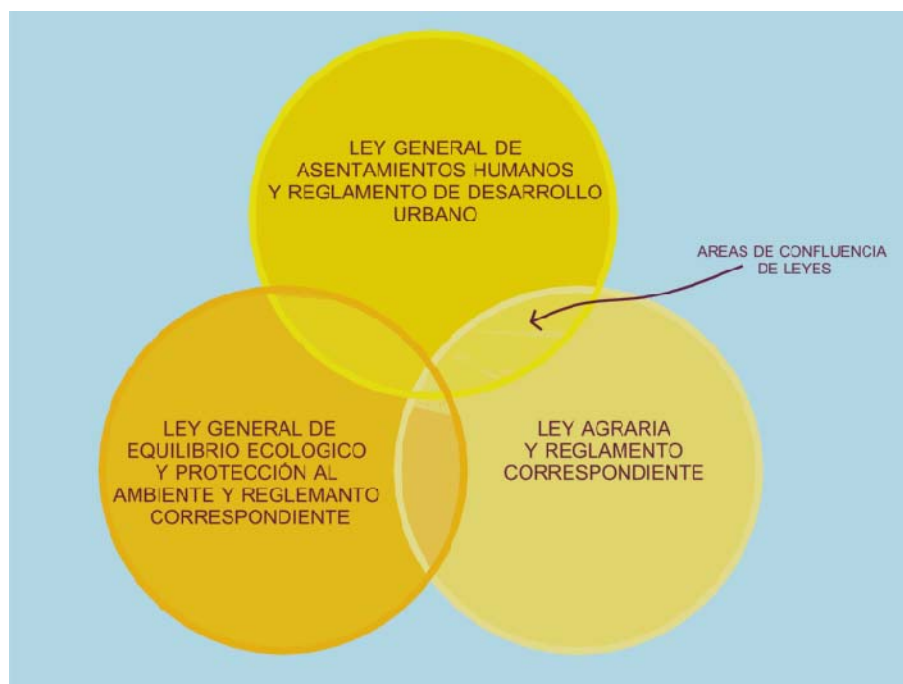 LEY GENERAL DE
ASENTAMIENTOS HUMANOS
Y REGLAMENTO DE DESARROLLO
URBANO
AREAS DE CONFLUENCIA
DE LEYES
LEY GENERAL DE
EQUILIBRIO ECOLOGICO
Y PROTECCIÓN AL
AMBIENTE Y REGLEMANTO
CORRESPONDIENTE
LEY AGRARIA
Y REGLAMENTO
CORRESPONDIENTE